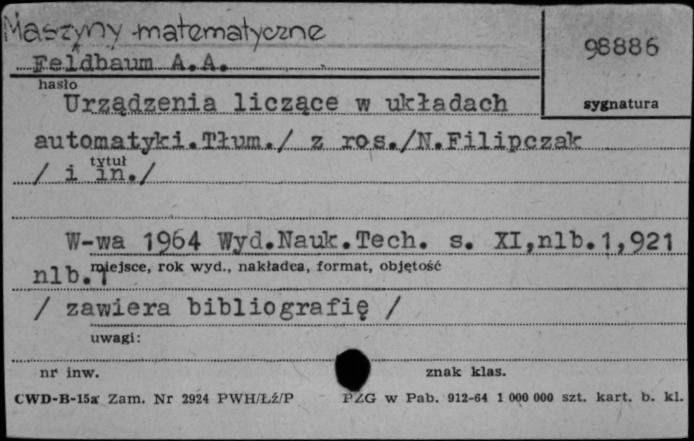 Maszyny matematyczne
98886
Feldbaum A.A.
hasło
Urządzenia liczące w układach
sygnatura
automatyki.Tłum./ z ros./N.Filipczak
tytuł
/ i in./
W-wa 1964 Wyd.Nauk.Tech. s. XI,nlb.1,921
miejsce, rok wyd., nakładca, format, objętość
nlb.1
/ zawiera bibliografię /
uwagi:
nr inw.
znak klas.
CWD-B-15a Zam. Nr 2924 PWH/Łź/P
PZG w Pab. 912-64 1 000 000 szt. kart. b. kl.